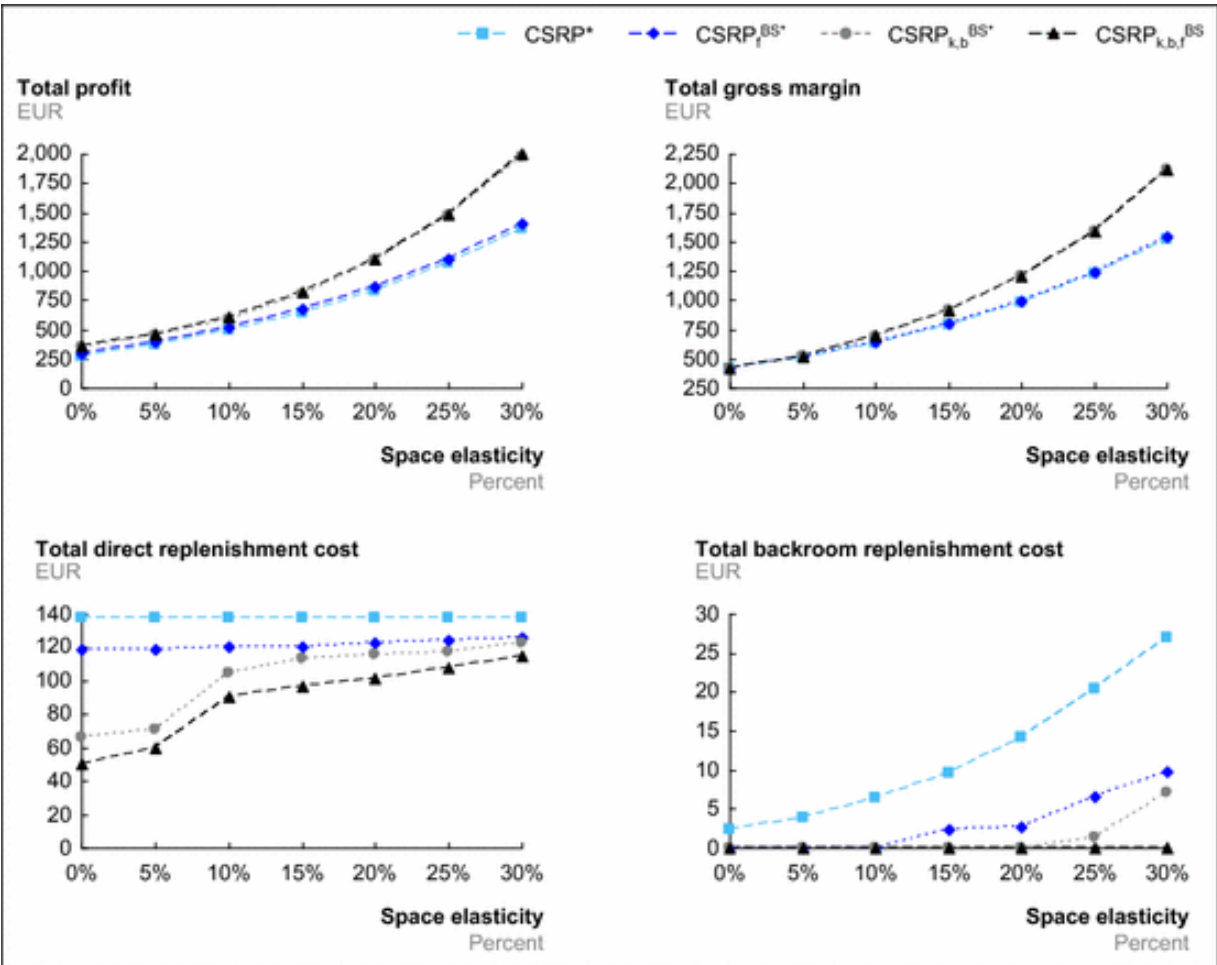 CSRP* CSRP_f^BS* CSRP_k,b^BS* CSRP_k,b,f^BS
Total profit
EUR
2,000
1,750
1,500
1,250
1,000
750
500
250
0
0% 5% 10% 15% 20% 25% 30%
Space elasticity
Percent
Total gross margin
EUR
2,250
2,000
1,750
1,500
1,250
1,000
750
500
250
0% 5% 10% 15% 20% 25% 30%
Space elasticity
Percent
Total direct replenishment cost
EUR
140
120
100
80
60
40
20
0
0% 5% 10% 15% 20% 25% 30%
Space elasticity
Percent
Total backroom replenishment cost
EUR
30
25
20
15
10
5
0
0% 5% 10% 15% 20% 25% 30%
Space elasticity
Percent